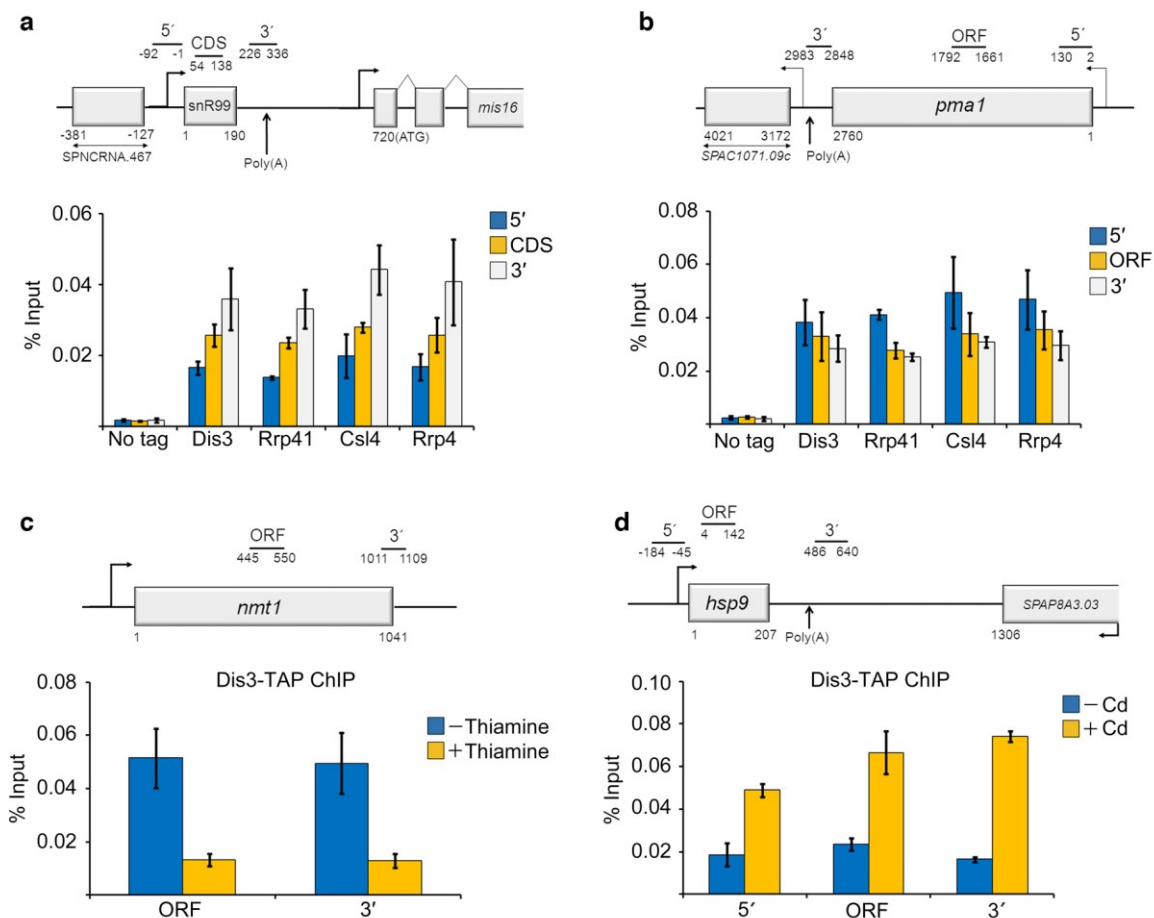 a
5′
-92 -1
CDS
54 138
3′
226 336
snR99
mis16
-381 -127
1 190
720(ATG)
SPNCRNA.467
Poly(A)
0.06
0.04
0.02
% Input
5′
CDS
3′
No tag Dis3 Rrp41 Csl4 Rrp4
b
3′
2983 2848
ORF
1792 1661
5′
130 2
pma1
4021 3172
2760 1
SPAC1071.09c
Poly(A)
0.08
0.06
0.04
0.02
% Input
5′
ORF
3′
No tag Dis3 Rrp41 Csl4 Rrp4
c
ORF
445 550
3′
1011 1109
nmt1
1 1041
Dis3-TAP ChIP
0.08
0.06
0.04
0.02
% Input
−Thiamine
+Thiamine
ORF 3′
d
5′
-184 -45
ORF
4 142
3′
486 640
hsp9
SPAP8A3.03
1 207
1306
Poly(A)
Dis3-TAP ChIP
0.10
0.08
0.06
0.04
0.02
% Input
− Cd
+ Cd
5′ ORF 3′